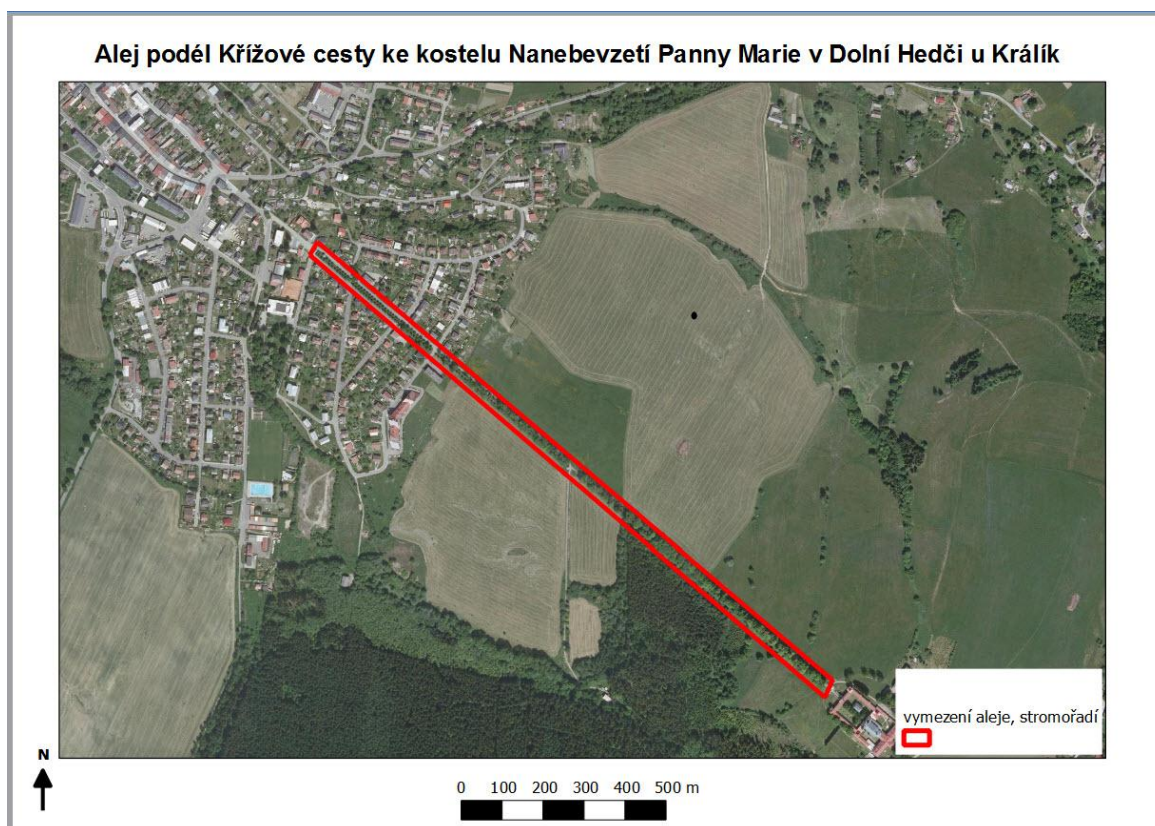 Alej podél Křížové cesty ke kostelu Nanebevzetí Panny Marie v Dolní Hedči u Králík
vymezení aleje, stromořadí
N
0 100 200 300 400 500 m